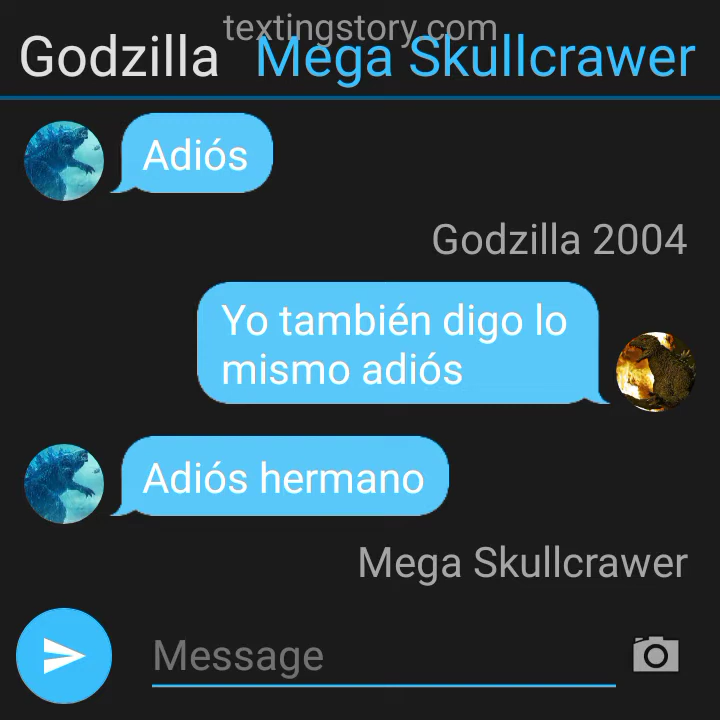 textingstory.com
Godzilla Mega Skullcrawer
Adiós
Godzilla 2004
Yo también digo lo
mismo adiós
Adiós hermano
Mega Skullcrawer
Message